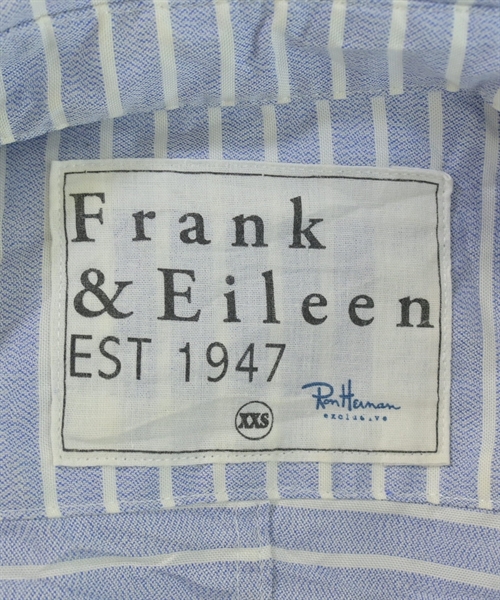 Frank
& Eileen
EST 1947
Ron Herman
exclusive
XXS